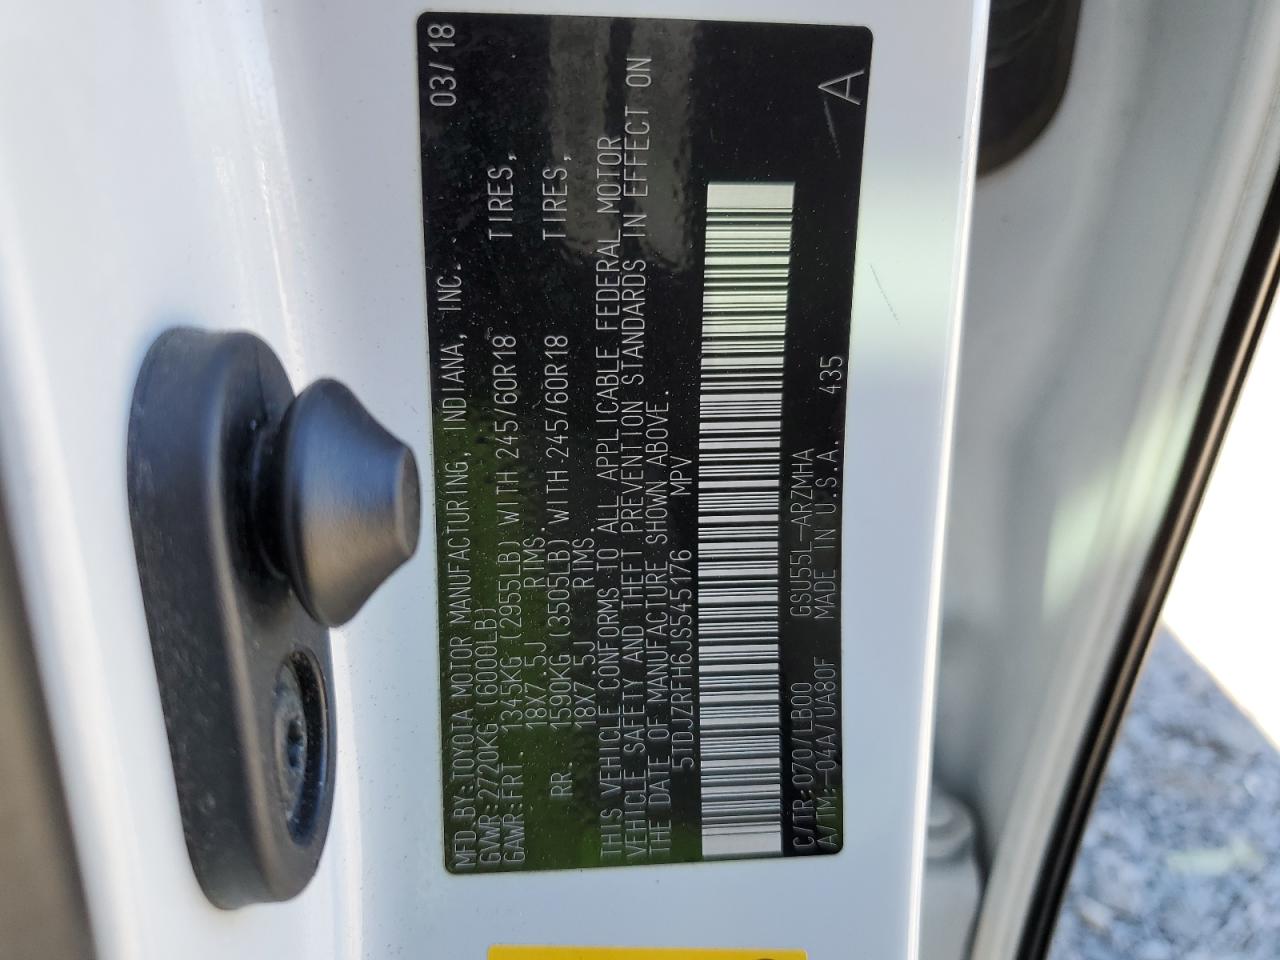 MFD.BY:TOYOTA MOTOR MANUFACTURING, INDIANA, INC. 03/18
GVWR:2720KG(6000LB)
GAWR:FRT. 1345KG(2955LB) WITH 245/60R18 TIRES,
18X7.5J RIMS.
RR. 1590KG(3505LB) WITH 245/60R18 TIRES,
18X7.5J RIMS.
THIS VEHICLE CONFORMS TO ALL APPLICABLE FEDERAL MOTOR
VEHICLE SAFETY AND THEFT PREVENTION STANDARDS IN EFFECT ON
THE DATE OF MANUFACTURE SHOWN ABOVE.
5TDJZRFH6JS545176 MPV
C/TR:070/LB00 GSU55L-ARZMHA
A/TM:-04A/UA80F MADE IN U.S.A. 435
A